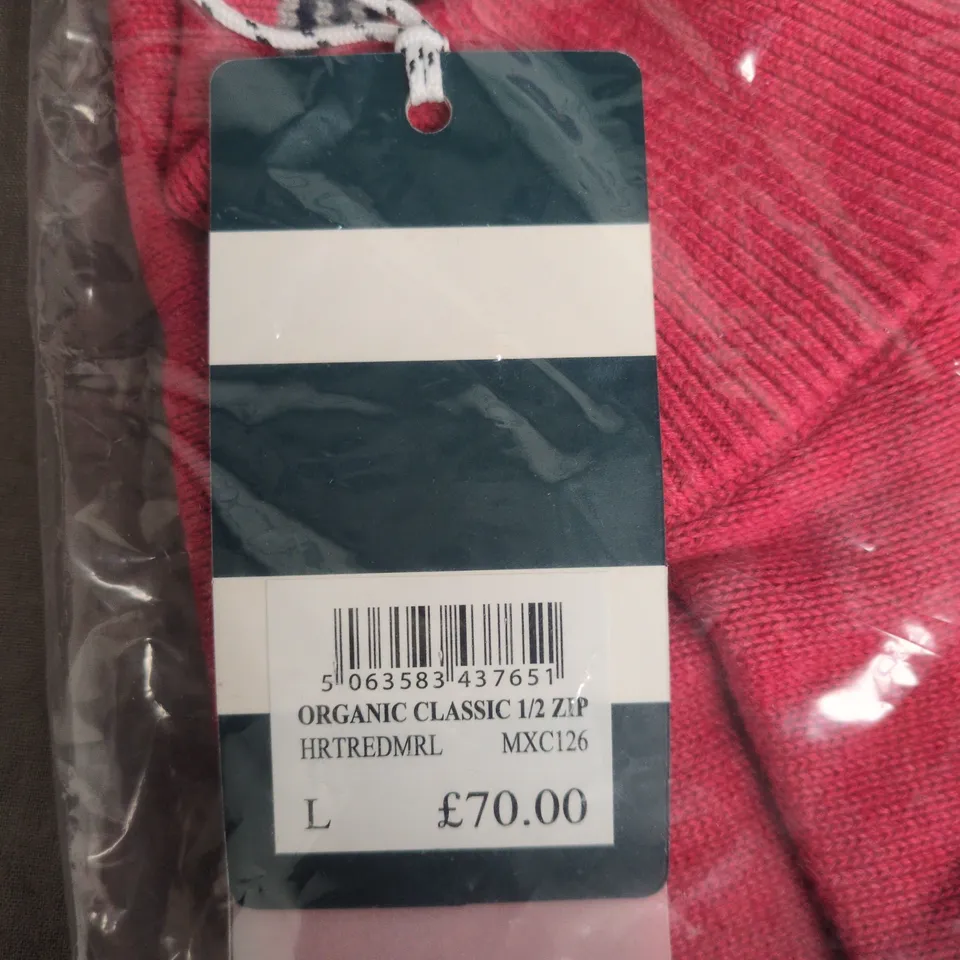 5 063583 437651
ORGANIC CLASSIC 1/2 ZIP
HRTREDMRL MXC126
L £70.00